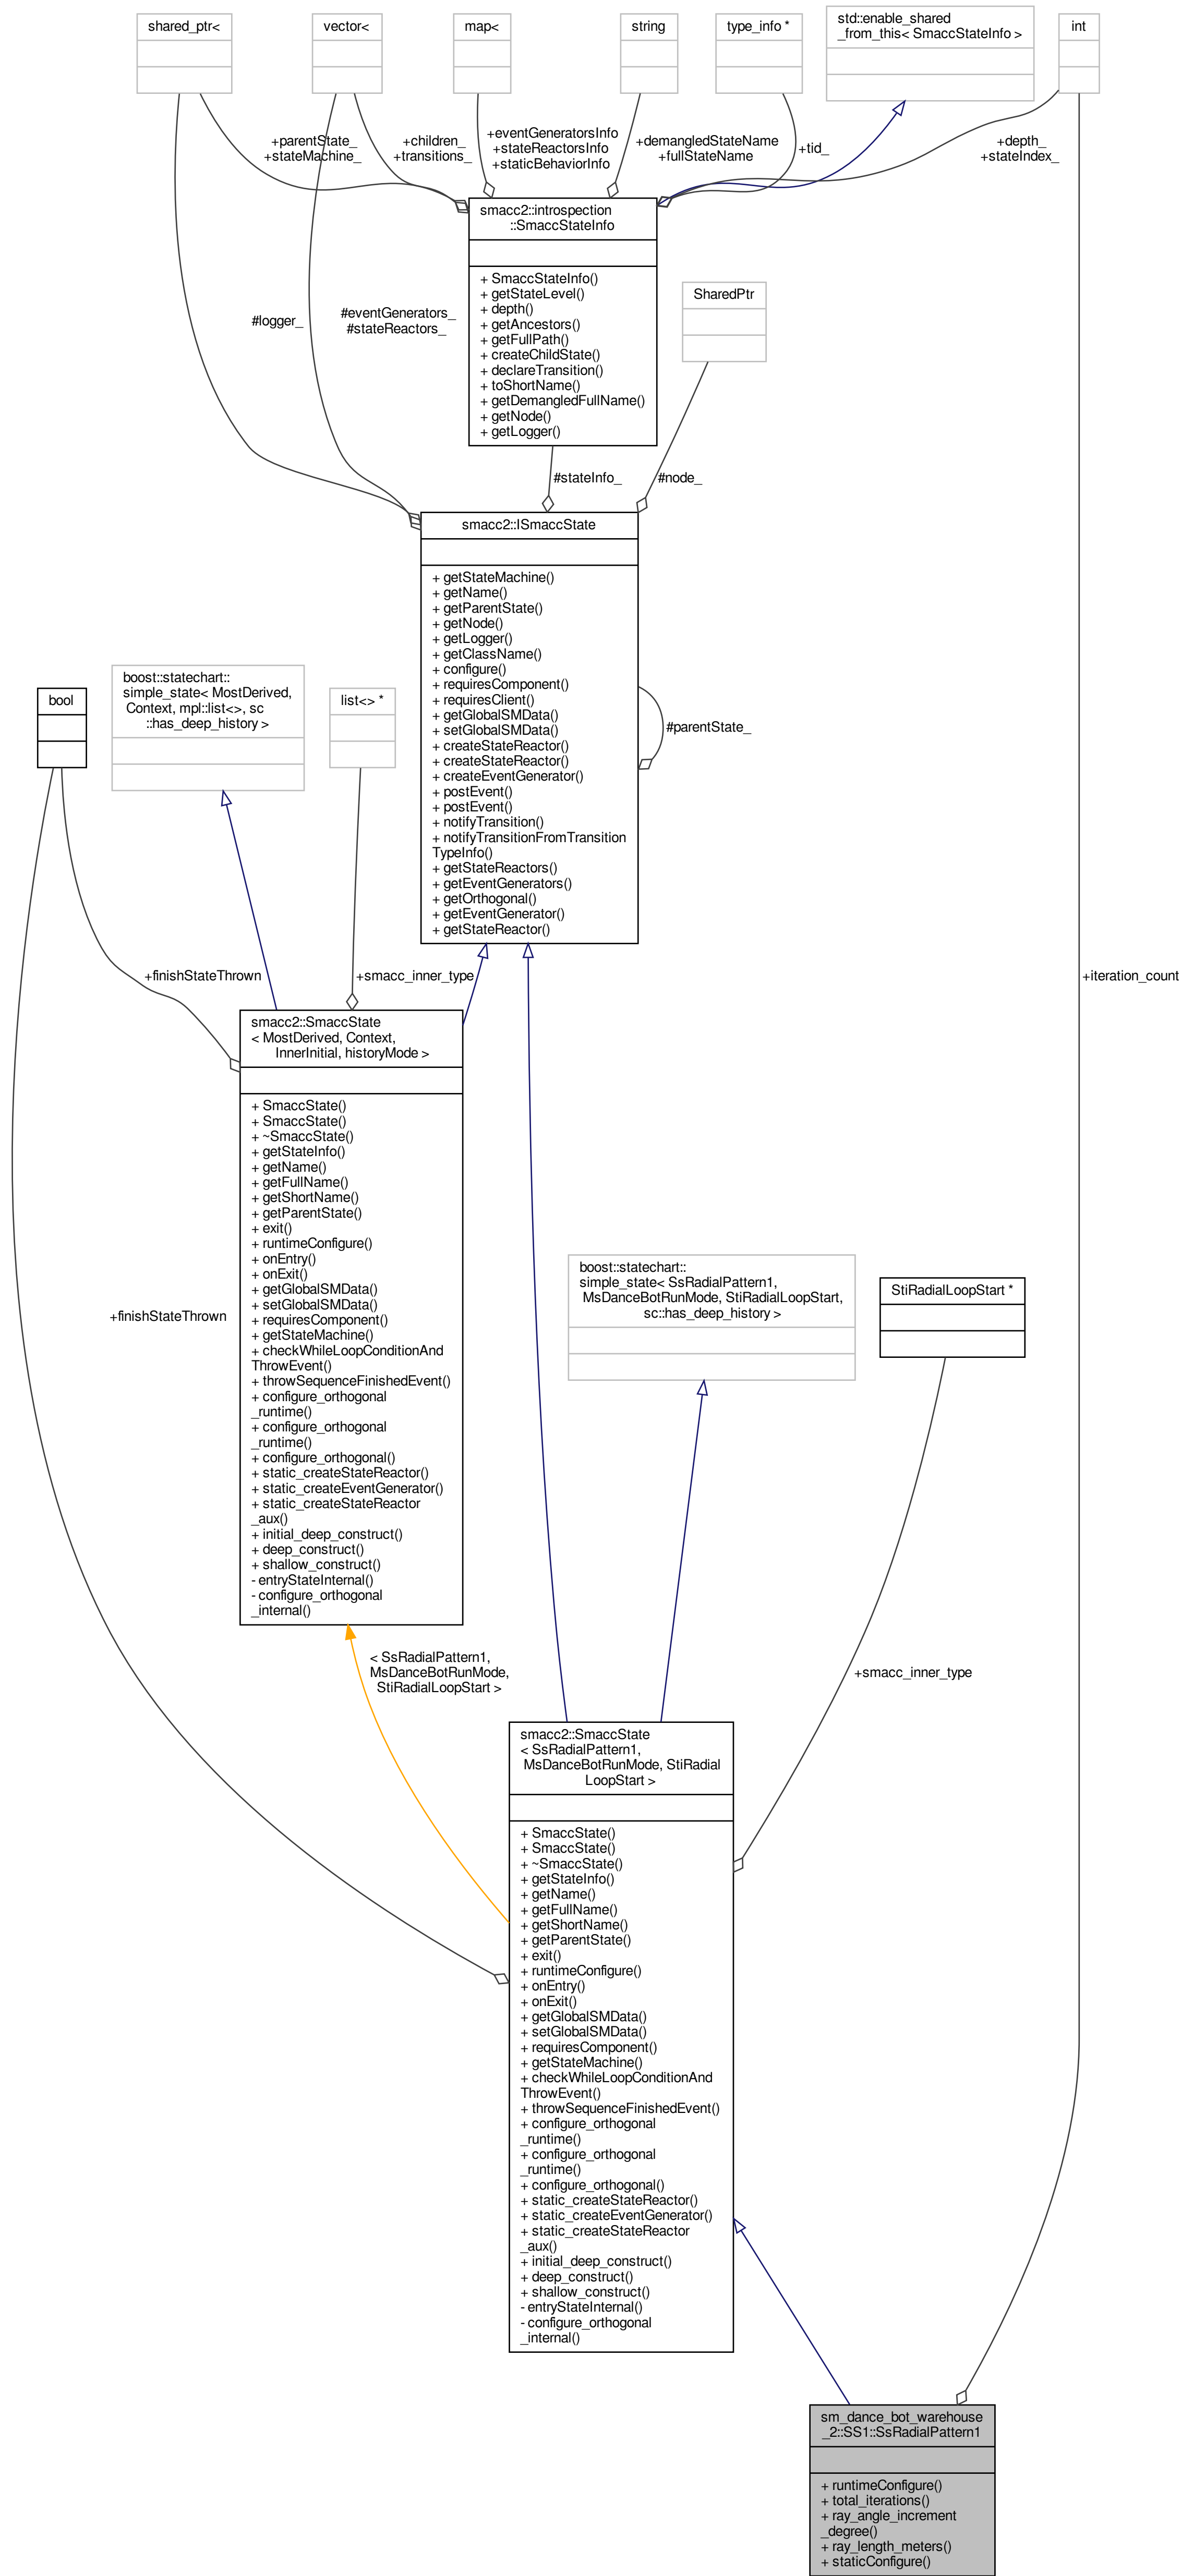 shared_ptr<
vector<
map<
string
type_info *
std::enable_shared
_from_this< SmaccStateInfo >
int
+parentState_
+stateMachine_
+children_
+transitions_
+eventGeneratorsInfo
+stateReactorsInfo
+staticBehaviorInfo
+demangledStateName
+fullStateName
+tid_
+depth_
+stateIndex_
smacc2::introspection
::SmaccStateInfo
+ SmaccStateInfo()
+ getStateLevel()
+ depth()
+ getAncestors()
+ getFullPath()
+ createChildState()
+ declareTransition()
+ toShortName()
+ getDemangledFullName()
+ getNode()
+ getLogger()
SharedPtr
#logger_
#eventGenerators_
#stateReactors_
#stateInfo_
#node_
smacc2::ISmaccState
+ getStateMachine()
+ getName()
+ getParentState()
+ getNode()
+ getLogger()
+ getClassName()
+ configure()
+ requiresComponent()
+ requiresClient()
+ getGlobalSMData()
+ setGlobalSMData()
+ createStateReactor()
+ createStateReactor()
+ createEventGenerator()
+ postEvent()
+ postEvent()
+ notifyTransition()
+ notifyTransitionFromTransition
TypeInfo()
+ getStateReactors()
+ getEventGenerators()
+ getOrthogonal()
+ getEventGenerator()
+ getStateReactor()
#parentState_
bool
boost::statechart::
simple_state< MostDerived,
Context, mpl::list<>, sc
::has_deep_history >
list<> *
+finishStateThrown
+smacc_inner_type
+iteration_count
smacc2::SmaccState
< MostDerived, Context,
InnerInitial, historyMode >
+ SmaccState()
+ SmaccState()
+ ~SmaccState()
+ getStateInfo()
+ getName()
+ getFullName()
+ getShortName()
+ getParentState()
+ exit()
+ runtimeConfigure()
+ onEntry()
+ onExit()
+ getGlobalSMData()
+ setGlobalSMData()
+ requiresComponent()
+ getStateMachine()
+ checkWhileLoopConditionAnd
ThrowEvent()
+ throwSequenceFinishedEvent()
+ configure_orthogonal
_runtime()
+ configure_orthogonal
_runtime()
+ configure_orthogonal()
+ static_createStateReactor()
+ static_createEventGenerator()
+ static_createStateReactor
_aux()
+ initial_deep_construct()
+ deep_construct()
+ shallow_construct()
- entryStateInternal()
- configure_orthogonal
_internal()
+finishStateThrown
boost::statechart::
simple_state< SsRadialPattern1,
MsDanceBotRunMode, StiRadialLoopStart,
sc::has_deep_history >
StiRadialLoopStart *
< SsRadialPattern1,
MsDanceBotRunMode,
StiRadialLoopStart >
+smacc_inner_type
smacc2::SmaccState
< SsRadialPattern1,
MsDanceBotRunMode, StiRadial
LoopStart >
+ SmaccState()
+ SmaccState()
+ ~SmaccState()
+ getStateInfo()
+ getName()
+ getFullName()
+ getShortName()
+ getParentState()
+ exit()
+ runtimeConfigure()
+ onEntry()
+ onExit()
+ getGlobalSMData()
+ setGlobalSMData()
+ requiresComponent()
+ getStateMachine()
+ checkWhileLoopConditionAnd
ThrowEvent()
+ throwSequenceFinishedEvent()
+ configure_orthogonal
_runtime()
+ configure_orthogonal
_runtime()
+ configure_orthogonal()
+ static_createStateReactor()
+ static_createEventGenerator()
+ static_createStateReactor
_aux()
+ initial_deep_construct()
+ deep_construct()
+ shallow_construct()
- entryStateInternal()
- configure_orthogonal
_internal()
sm_dance_bot_warehouse
_2::SS1::SsRadialPattern1
+ runtimeConfigure()
+ total_iterations()
+ ray_angle_increment
_degree()
+ ray_length_meters()
+ staticConfigure()